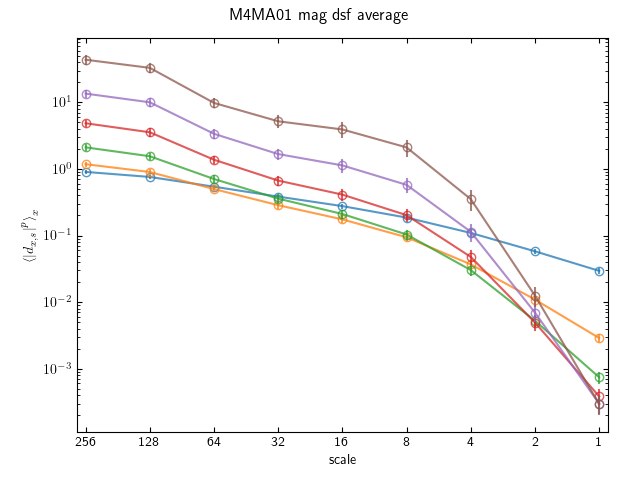 M4MA01 mag dsf average
10¹
10⁰
10⁻¹
10⁻²
10⁻³
⟨|d_{x,s}|^p⟩_x
256 128 64 32 16 8 4 2 1
scale